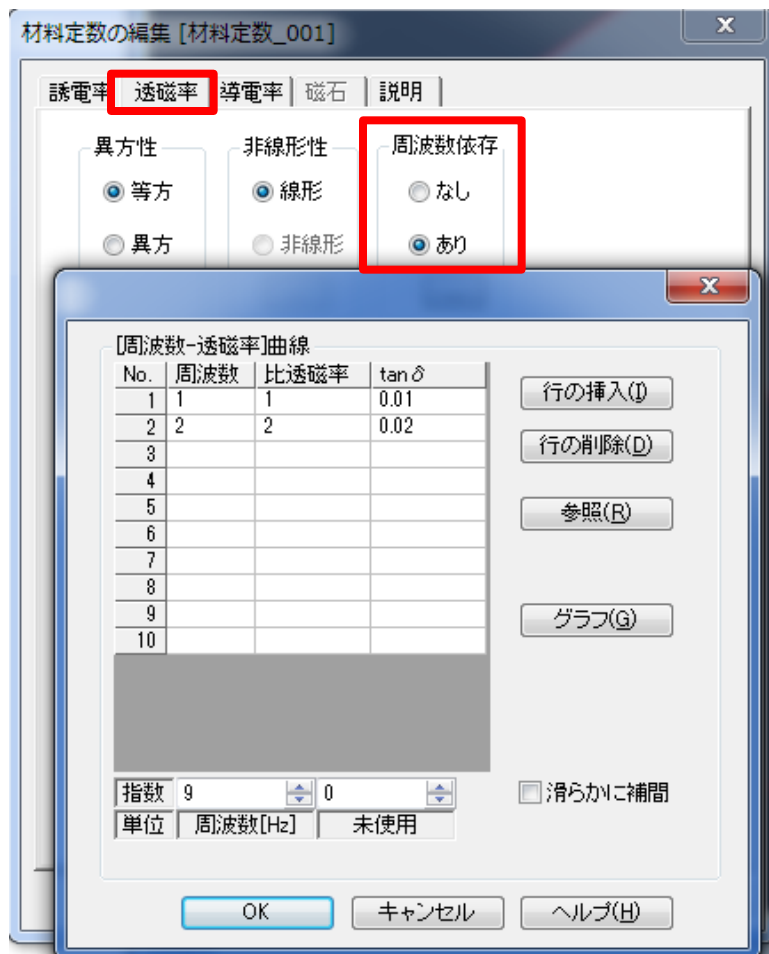 材料定数の編集 [材料定数_001]
誘電率 透磁率 導電率 磁石 説明
異方性 非線形性 周波数依存
等方 線形 なし
異方 非線形 あり
[周波数-透磁率]曲線
No. 周波数 比透磁率 tanδ
1 1 1 0.01
2 2 2 0.02
3
4
5
6
7
8
9
10
行の挿入(I)
行の削除(D)
参照(R)
グラフ(G)
指数 9 0
滑らかに補間
単位 周波数[Hz] 未使用
OK キャンセル ヘルプ(H)